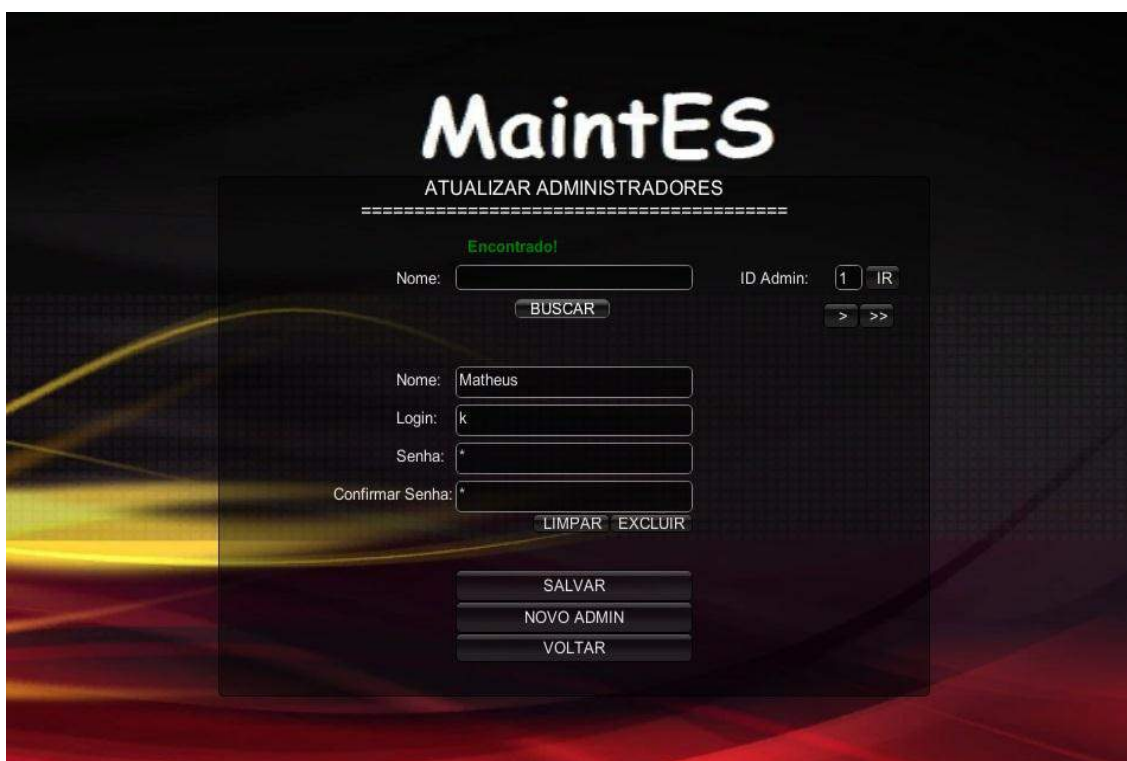 MaintES
ATUALIZAR ADMINISTRADORES
========================================
Encontrado!
Nome: ID Admin: 1 IR
BUSCAR > >>
Nome: Matheus
Login: k
Senha: *
Confirmar Senha: *
LIMPAR EXCLUIR
SALVAR
NOVO ADMIN
VOLTAR